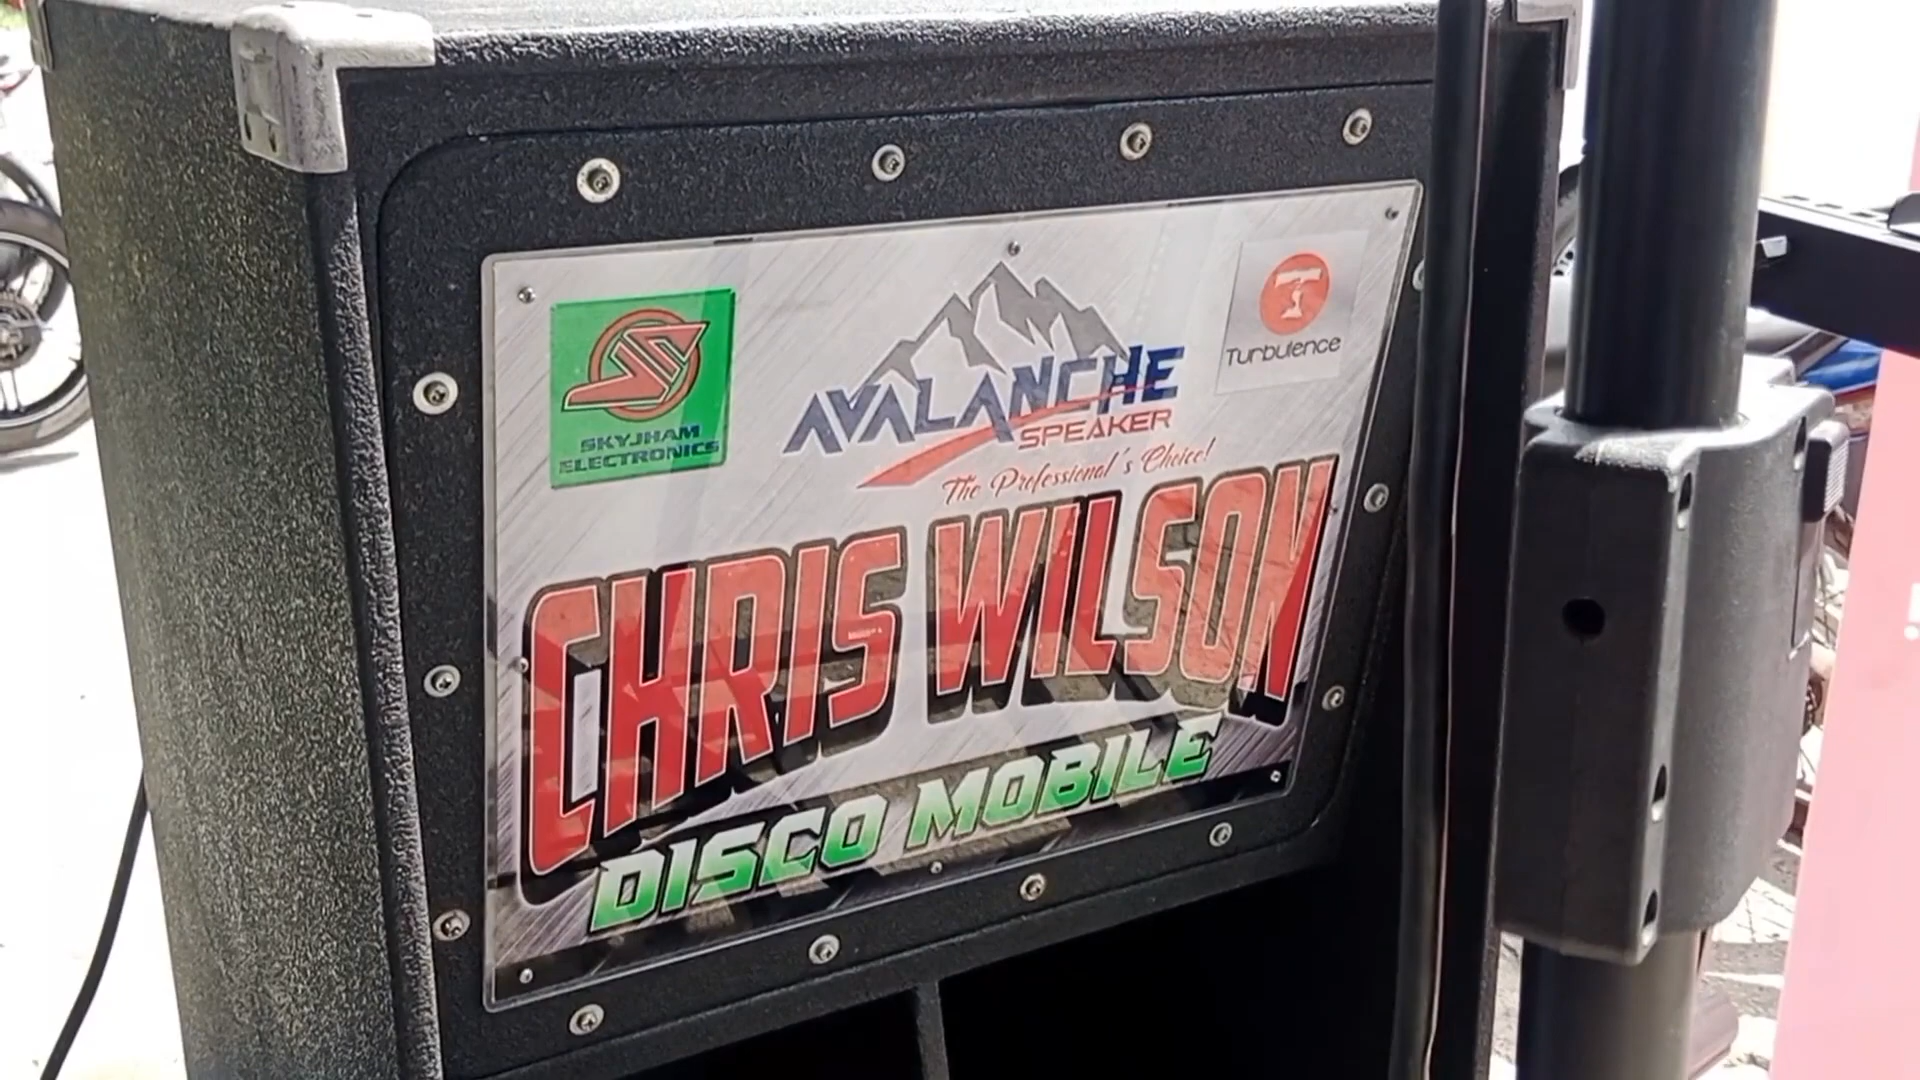 SKYJHAM
ELECTRONICS
AVALANCHE
SPEAKER
The Professional's Choice!
Turbulence
CHRIS WILSON
DISCO MOBILE